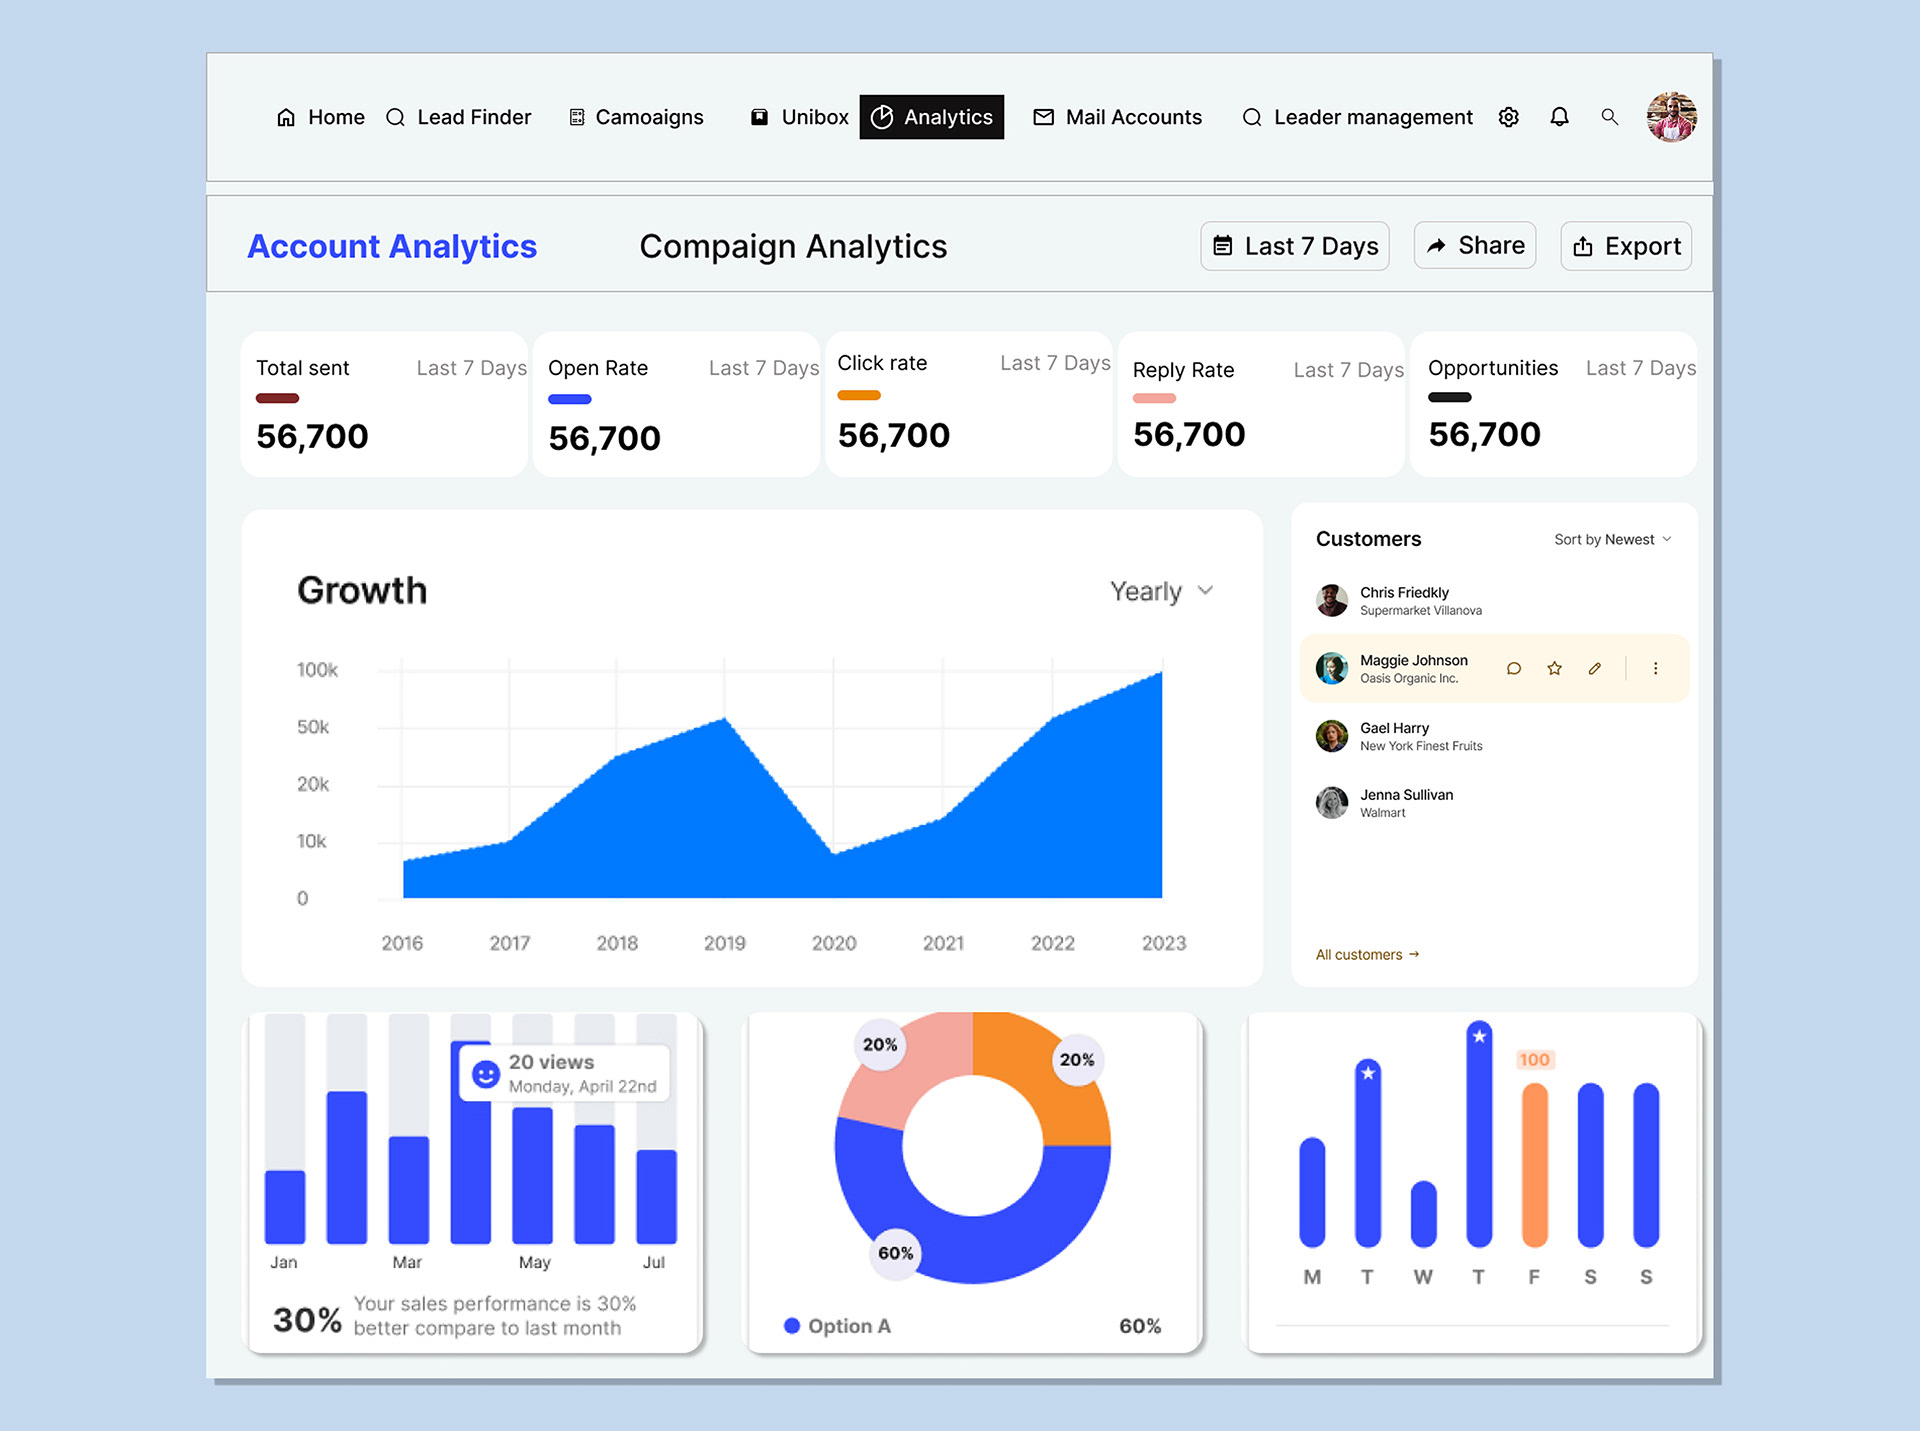 Home Lead Finder Camoaigns Unibox Analytics Mail Accounts Leader management
Account Analytics Compaign Analytics Last 7 Days Share Export
Total sent Last 7 Days
56,700
Open Rate Last 7 Days
56,700
Click rate Last 7 Days
56,700
Reply Rate Last 7 Days
56,700
Opportunities Last 7 Days
56,700
Growth Yearly
100k
50k
20k
10k
0
2016 2017 2018 2019 2020 2021 2022 2023
Customers Sort by Newest
Chris Friedkly
Supermarket Villanova
Maggie Johnson
Oasis Organic Inc.
Gael Harry
New York Finest Fruits
Jenna Sullivan
Walmart
All customers →
20 views
Monday, April 22nd
Jan Mar May Jul
30% Your sales performance is 30%
better compare to last month
20%
20%
60%
Option A 60%
100
M T W T F S S